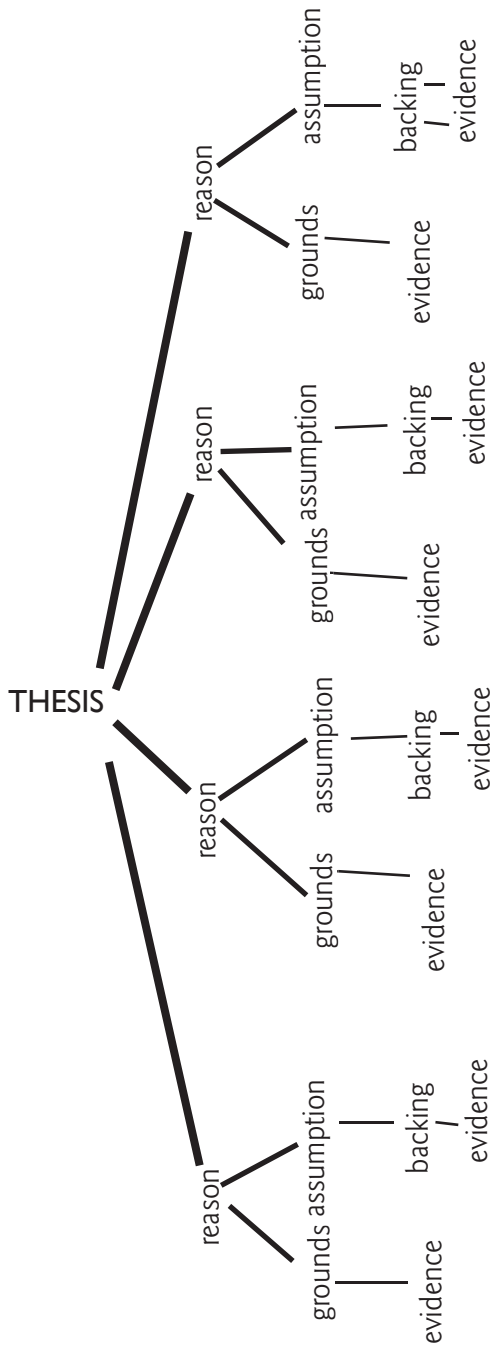 THESIS
reason reason reason reason
grounds assumption grounds assumption grounds assumption grounds assumption
evidence backing evidence backing evidence backing evidence backing
evidence evidence evidence evidence